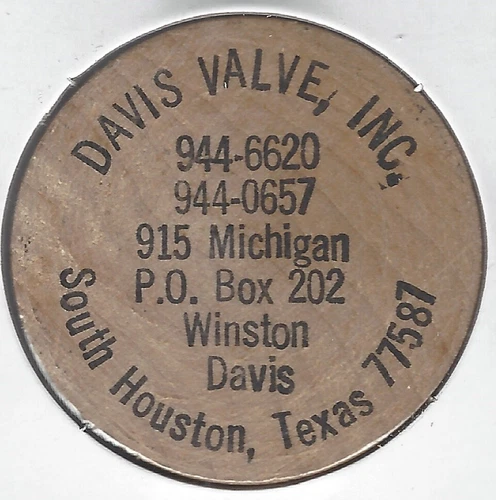 DAVIS VALVE, INC.
944-6620
944-0657
915 Michigan
P.O. Box 202
Winston
Davis
South Houston, Texas 77587